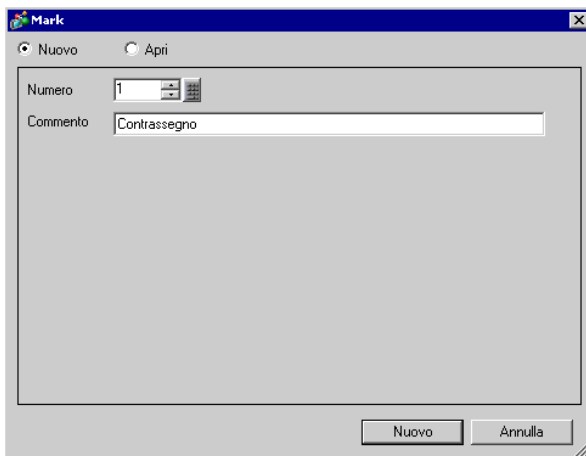 Mark
Nuovo Apri
Numero 1
Commento Contrassegno
Nuovo Annulla